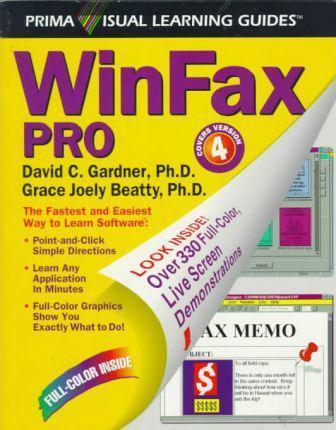 PRIMA VISUAL LEARNING GUIDES™
WinFax
PRO
COVERS VERSION
4
David C. Gardner, Ph.D.
Grace Joely Beatty, Ph.D.
The Fastest and Easiest
Way to Learn Software:
• Point-and-Click
Simple Directions
• Learn Any
Application
In Minutes
• Full-Color Graphics
Show You
Exactly What to Do!
FULL-COLOR INSIDE
LOOK INSIDE!
Over 330 Full-Color,
Live Screen
Demonstrations
AX MEMO
BJECT:
To all field reps:
There is only one month left
in the sales contest. Keep
thinking about how nice it
will be in Hawaii when you
win the trip!
$
$$$$$